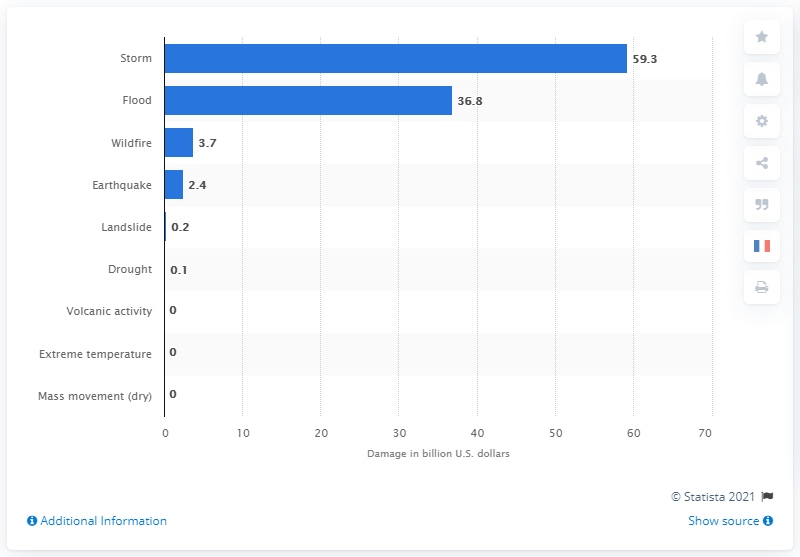 Storm 59.3
Flood 36.8
Wildfire 3.7
Earthquake 2.4
Landslide 0.2
Drought 0.1
Volcanic activity 0
Extreme temperature 0
Mass movement (dry) 0
0 10 20 30 40 50 60 70
Damage in billion U.S. dollars
© Statista 2021
Additional Information Show source